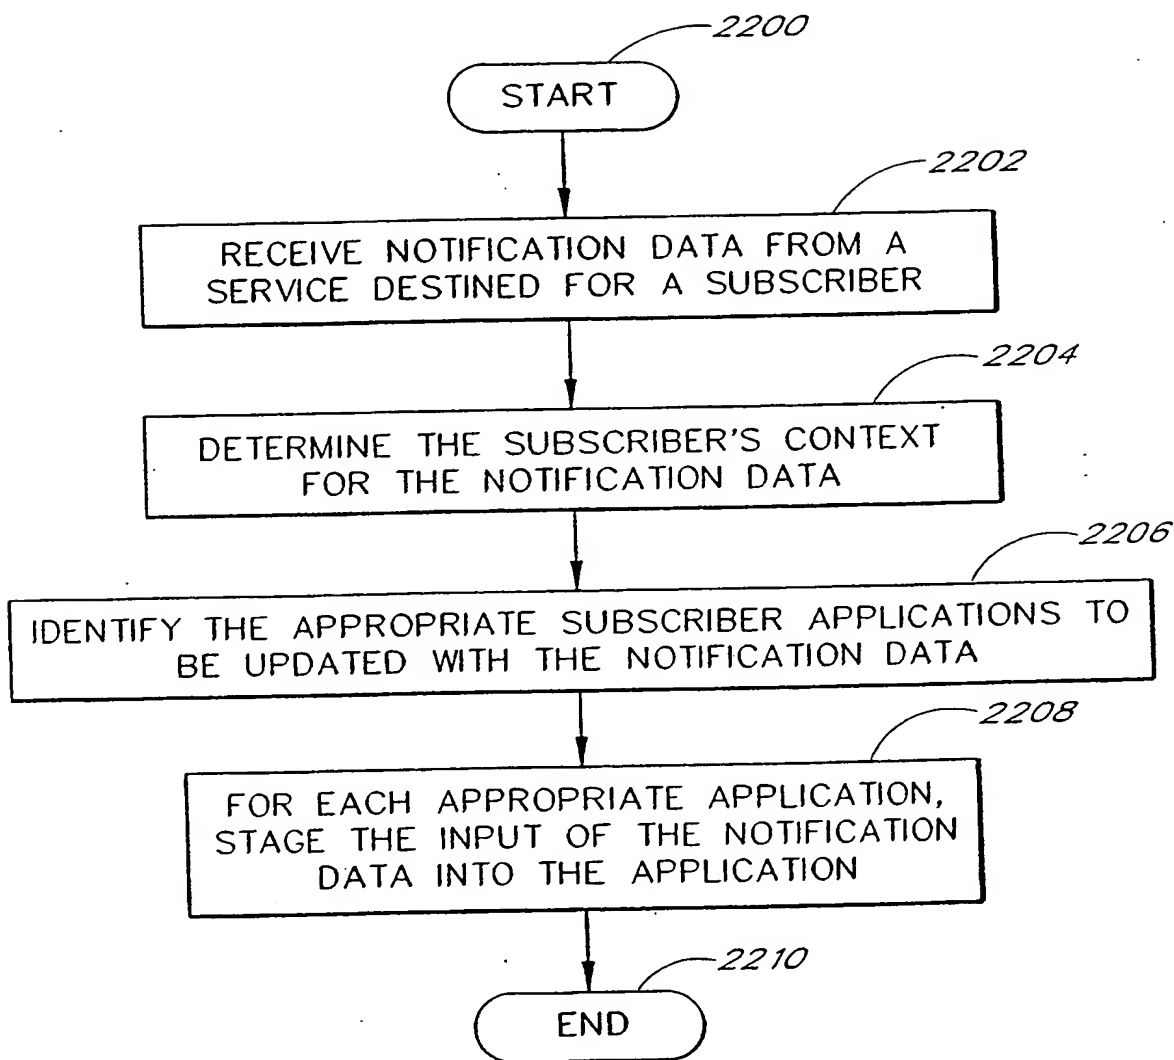 2200
START
2202
RECEIVE NOTIFICATION DATA FROM A
SERVICE DESTINED FOR A SUBSCRIBER
2204
DETERMINE THE SUBSCRIBER'S CONTEXT
FOR THE NOTIFICATION DATA
2206
IDENTIFY THE APPROPRIATE SUBSCRIBER APPLICATIONS TO
BE UPDATED WITH THE NOTIFICATION DATA
2208
FOR EACH APPROPRIATE APPLICATION,
STAGE THE INPUT OF THE NOTIFICATION
DATA INTO THE APPLICATION
2210
END